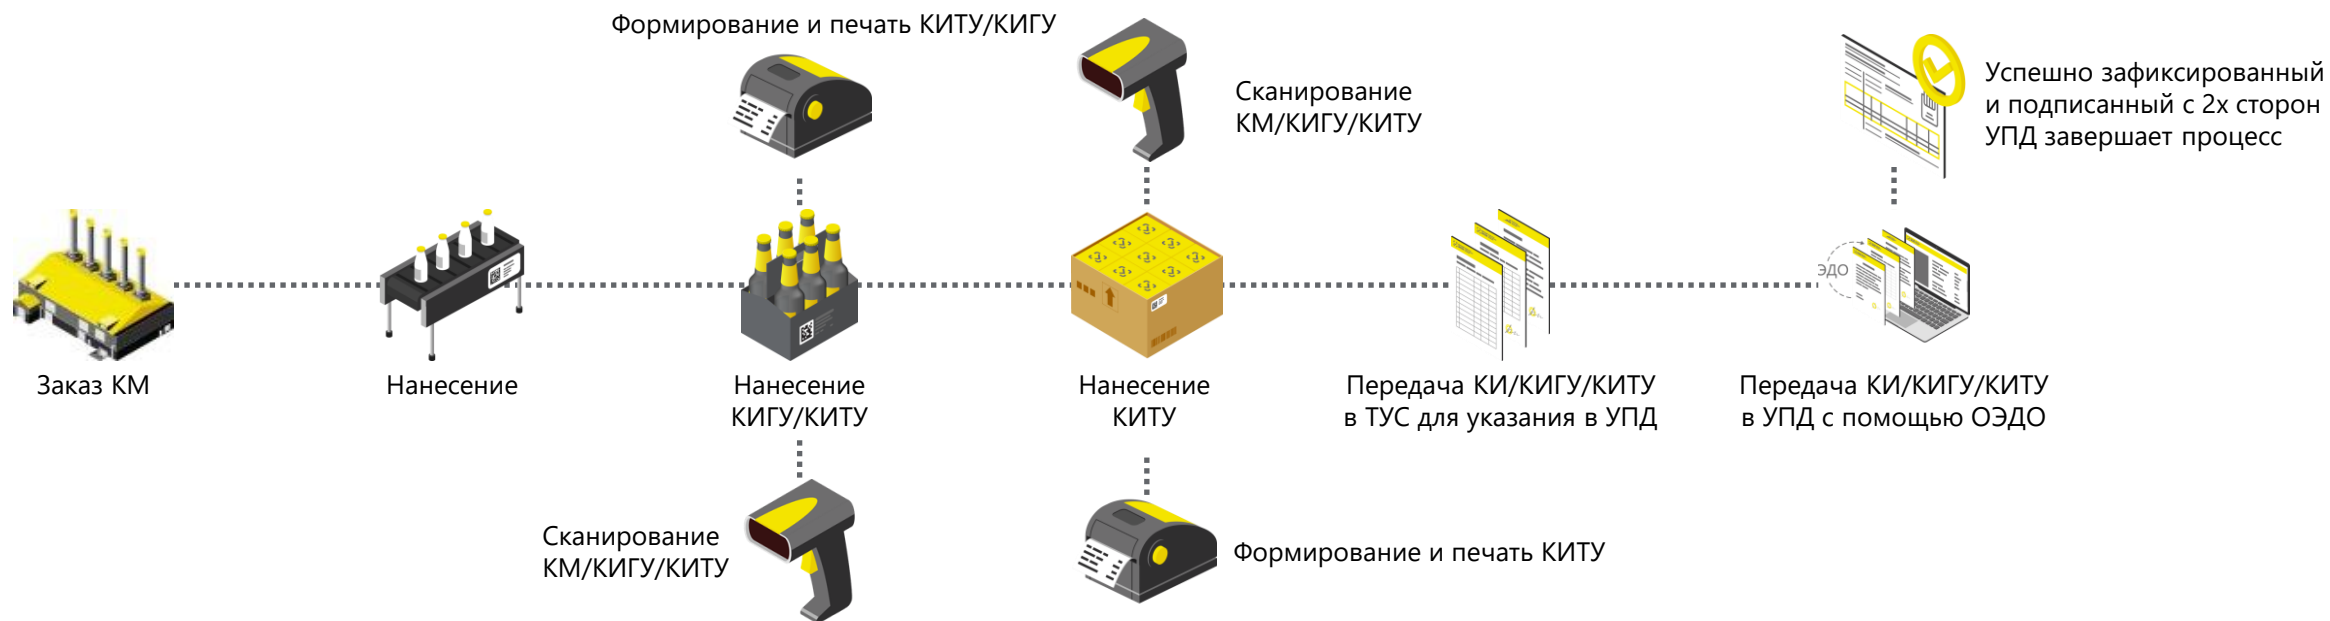 Формирование и печать КИТУ/КИГУ
Сканирование
КМ/КИГУ/КИТУ
Успешно зафиксированный
и подписанный с 2х сторон
УПД завершает процесс
ЭДО
Заказ КМ
Нанесение
Нанесение
КИГУ/КИТУ
Нанесение
КИТУ
Передача КИ/КИГУ/КИТУ
в ТУС для указания в УПД
Передача КИ/КИГУ/КИТУ
в УПД с помощью ОЭДО
Сканирование
КМ/КИГУ/КИТУ
Формирование и печать КИТУ